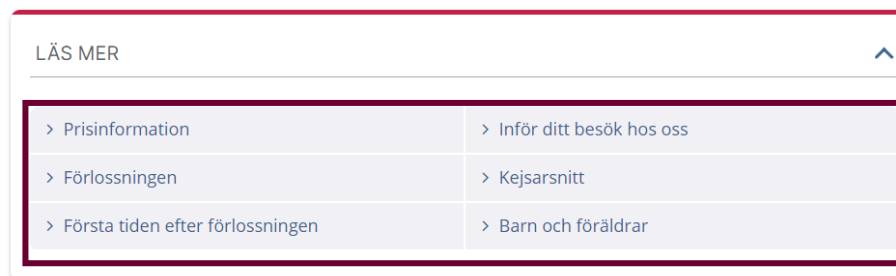 LÄS MER
Prisinformation
Inför ditt besök hos oss
Förlossningen
Kejsarsnitt
Första tiden efter förlossningen
Barn och föräldrar